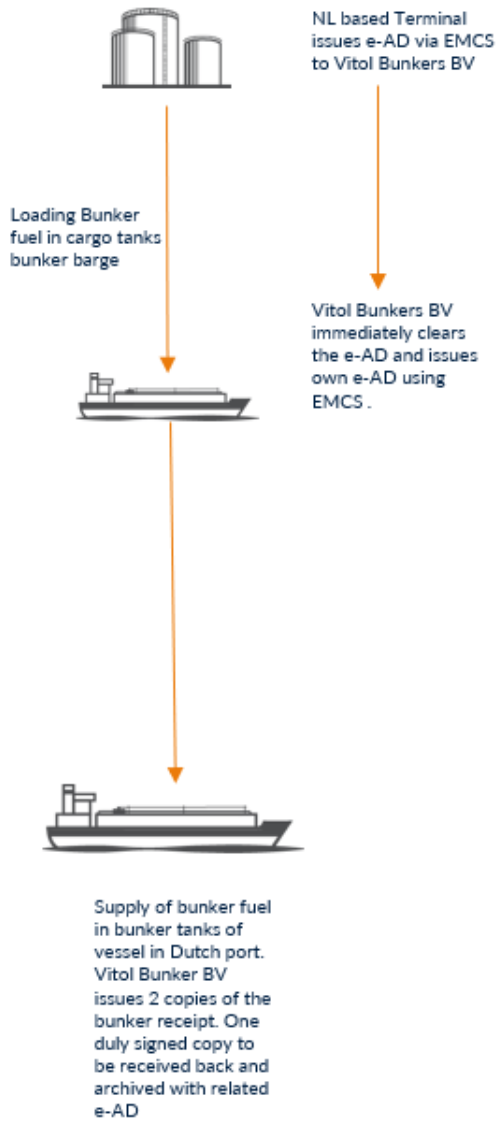 NL based Terminal
issues e-AD via EMCS
to Vitol Bunkers BV
Loading Bunker
fuel in cargo tanks
bunker barge
Vitol Bunkers BV
immediately clears
the e-AD and issues
own e-AD using
EMCS .
Supply of bunker fuel
in bunker tanks of
vessel in Dutch port.
Vitol Bunker BV
issues 2 copies of the
bunker receipt. One
duly signed copy to
be received back and
archived with related
e-AD